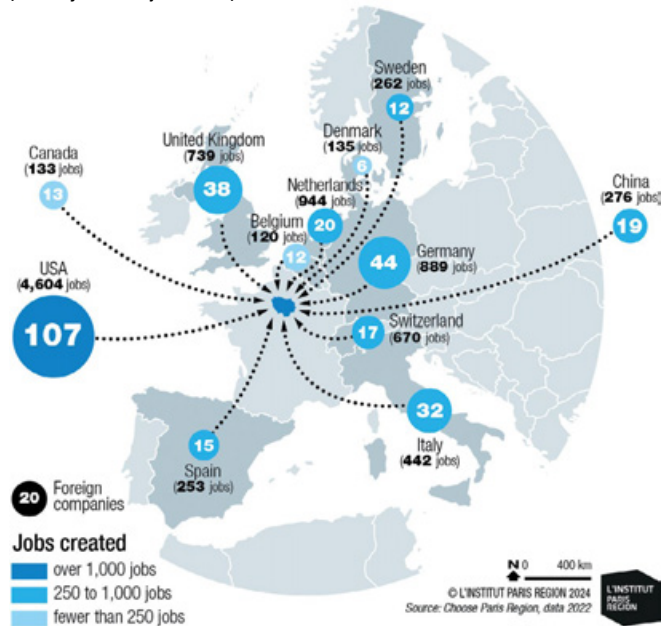 Sweden
(262 jobs)
12
Denmark
(135 jobs)
6
United Kingdom
(739 jobs)
38
Canada
(133 jobs)
13
Netherlands
(944 jobs)
20
China
(276 jobs)
19
Belgium
(120 jobs)
12
Germany
(889 jobs)
44
USA
(4,604 jobs)
107
Switzerland
(670 jobs)
17
32
Italy
(442 jobs)
15
Spain
(253 jobs)
20 Foreign
companies
Jobs created
over 1,000 jobs
250 to 1,000 jobs
fewer than 250 jobs
N 0 400 km
© L'INSTITUT PARIS REGION 2024
Source: Choose Paris Region, data 2022
L'INSTITUT
PARIS
REGION